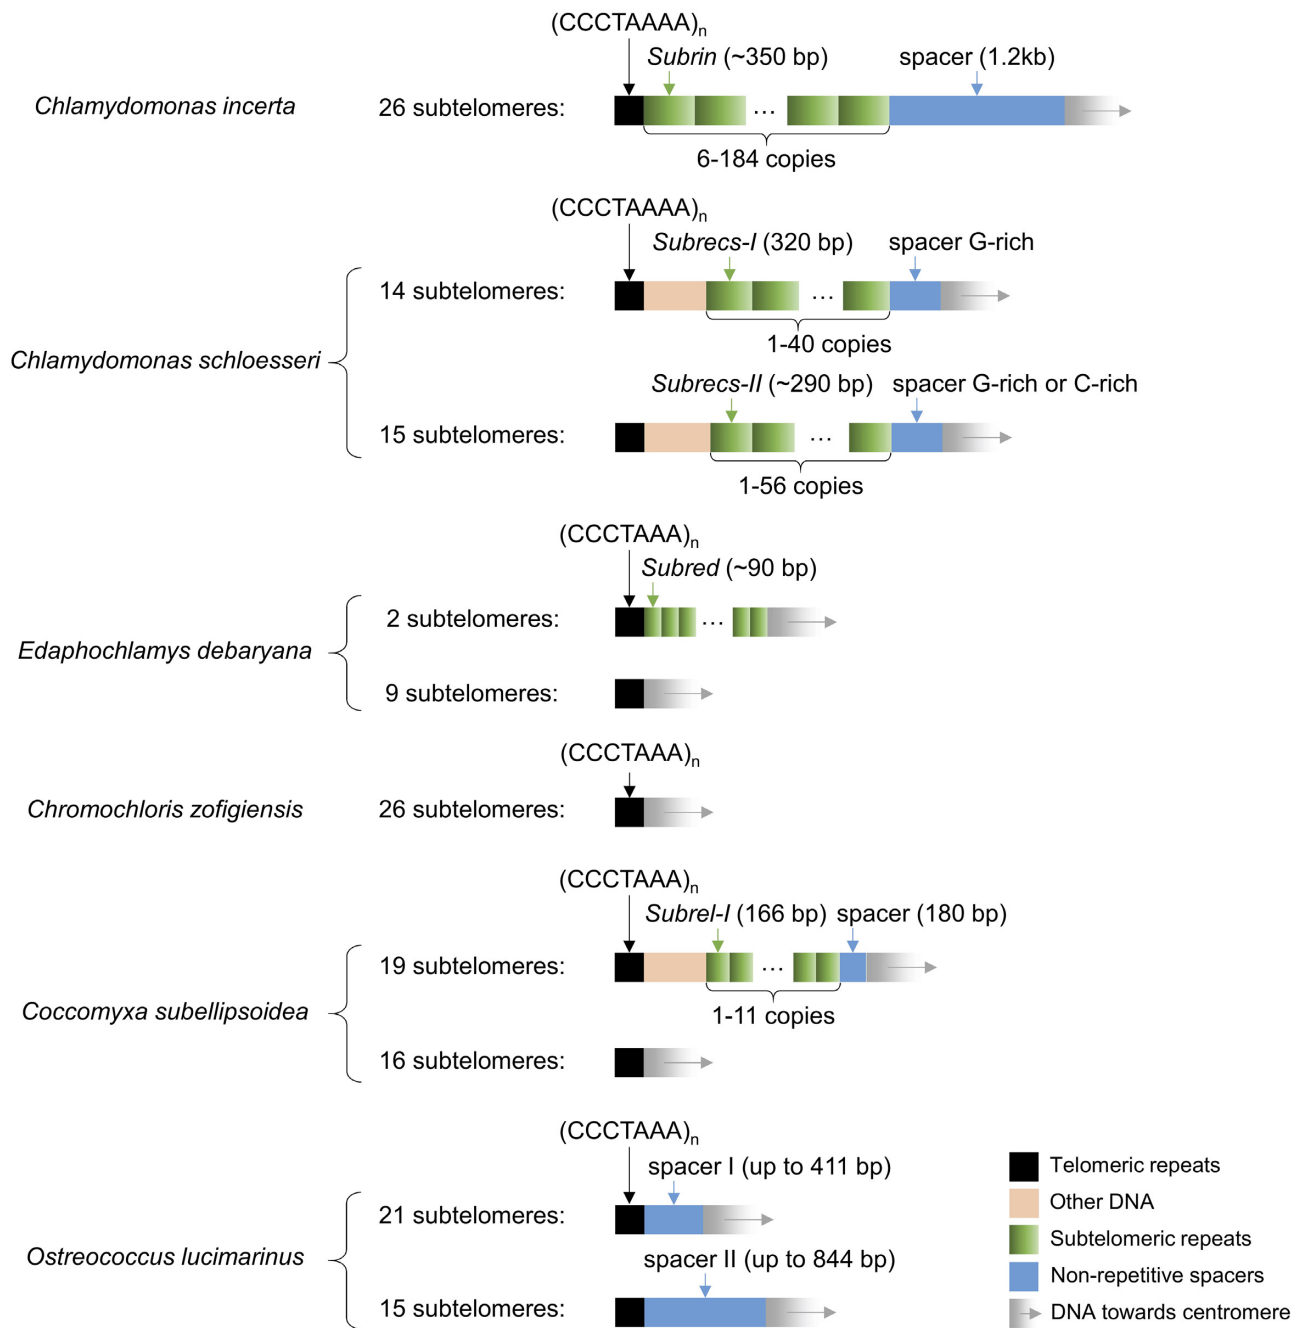 (CCCTAAAA)n
Subrin (~350 bp)
spacer (1.2kb)
Chlamydomonas incerta
26 subtelomeres:
...
6-184 copies
(CCCTAAAA)n
Subrecs-I (320 bp)
spacer G-rich
14 subtelomeres:
...
1-40 copies
Chlamydomonas schloesseri
Subrecs-II (~290 bp)
spacer G-rich or C-rich
15 subtelomeres:
...
1-56 copies
(CCCTAAA)n
Subred (~90 bp)
2 subtelomeres:
...
Edaphochlamys debaryana
9 subtelomeres:
(CCCTAAA)n
Chromochloris zofigiensis
26 subtelomeres:
(CCCTAAA)n
Subrel-I (166 bp)
spacer (180 bp)
19 subtelomeres:
...
1-11 copies
Coccomyxa subellipsoidea
16 subtelomeres:
(CCCTAAA)n
spacer I (up to 411 bp)
21 subtelomeres:
Ostreococcus lucimarinus
spacer II (up to 844 bp)
15 subtelomeres:
Telomeric repeats
Other DNA
Subtelomeric repeats
Non-repetitive spacers
DNA towards centromere